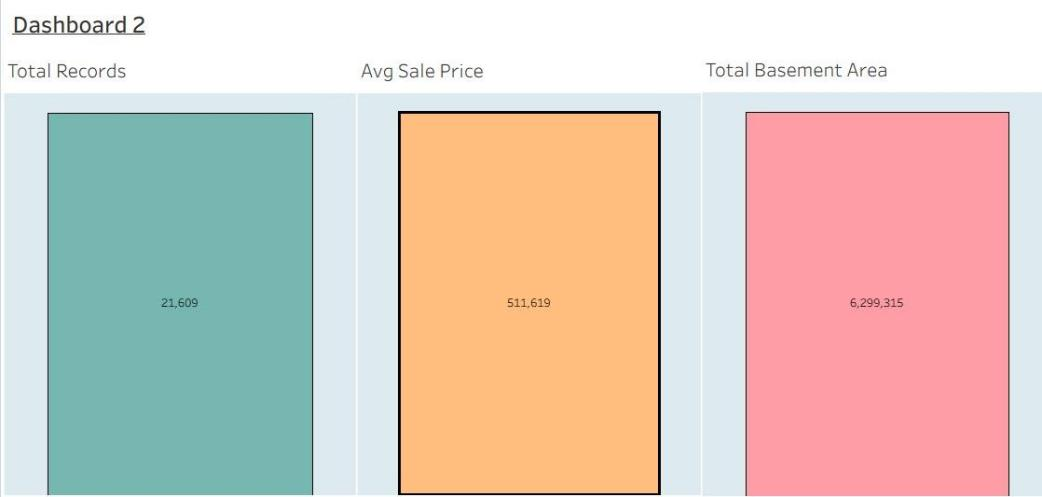 Dashboard 2
Total Records
Avg Sale Price
Total Basement Area
21,609
511,619
6,299,315